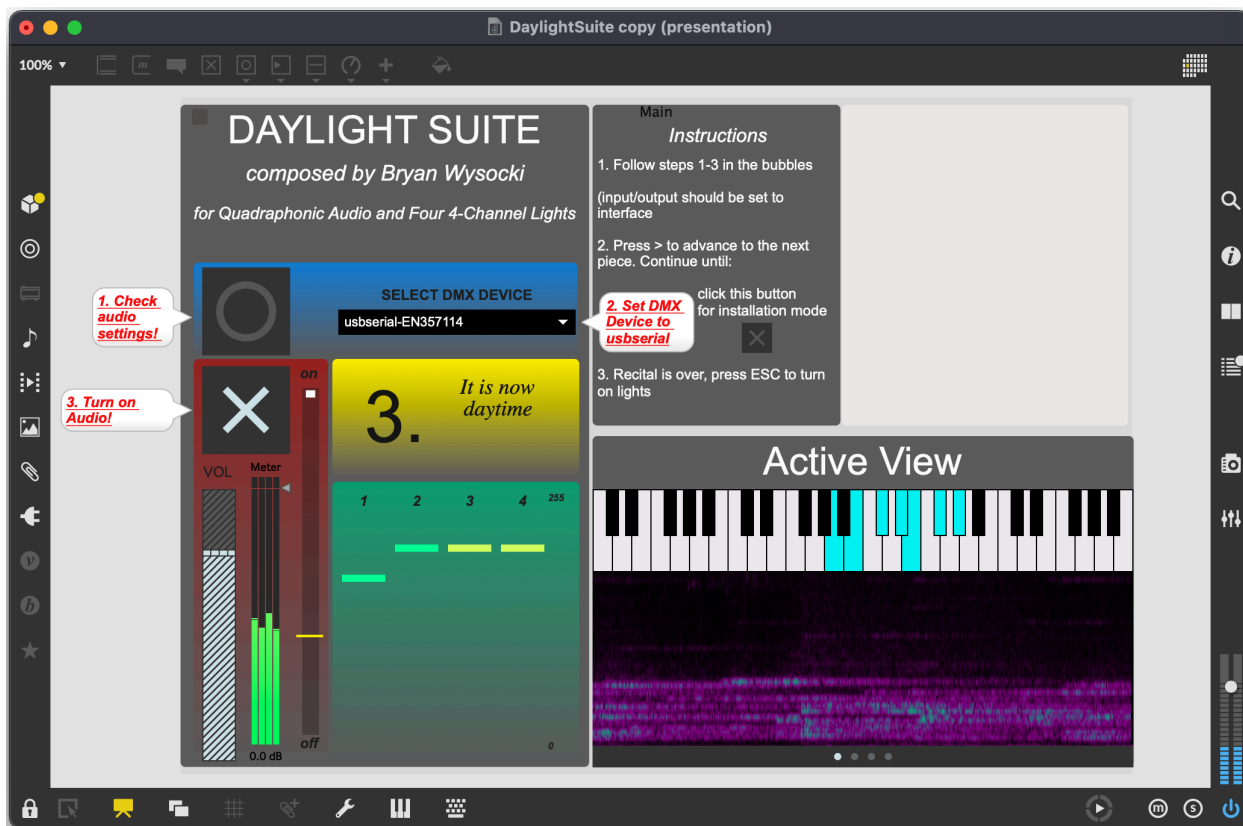 DaylightSuite copy (presentation)
100%
m
DAYLIGHT SUITE
composed by Bryan Wysocki
for Quadraphonic Audio and Four 4-Channel Lights
1. Check
audio
settings!
SELECT DMX DEVICE
usbserial-EN357114
2. Set DMX
Device to
usbserial
3. Turn on
Audio!
on
3.
It is now
daytime
VOL
Meter
1 2 3 4 255
off
0.0 dB
0
Main
Instructions
1. Follow steps 1-3 in the bubbles
(input/output should be set to
interface
2. Press > to advance to the next
piece. Continue until:
click this button
for installation mode
3. Recital is over, press ESC to turn
on lights
Active View
v
b
i
m
s